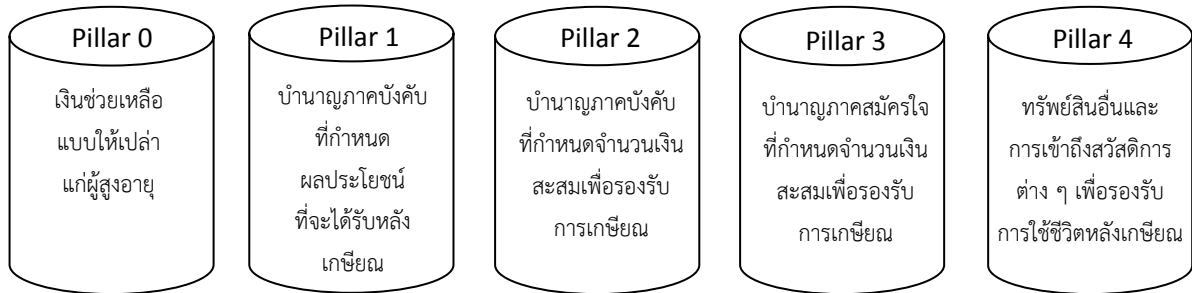 Pillar 0
เงินช่วยเหลือ
แบบให้เปล่า
แก่ผู้สูงอายุ
Pillar 1
บำนาญภาคบังคับ
ที่กำหนด
ผลประโยชน์
ที่จะได้รับหลัง
เกษียณ
Pillar 2
บำนาญภาคบังคับ
ที่กำหนดจำนวนเงิน
สะสมเพื่อรองรับ
การเกษียณ
Pillar 3
บำนาญภาคสมัครใจ
ที่กำหนดจำนวนเงิน
สะสมเพื่อรองรับ
การเกษียณ
Pillar 4
ทรัพย์สินอื่นและ
การเข้าถึงสวัสดิการ
ต่าง ๆ เพื่อรองรับ
การใช้ชีวิตหลังเกษียณ